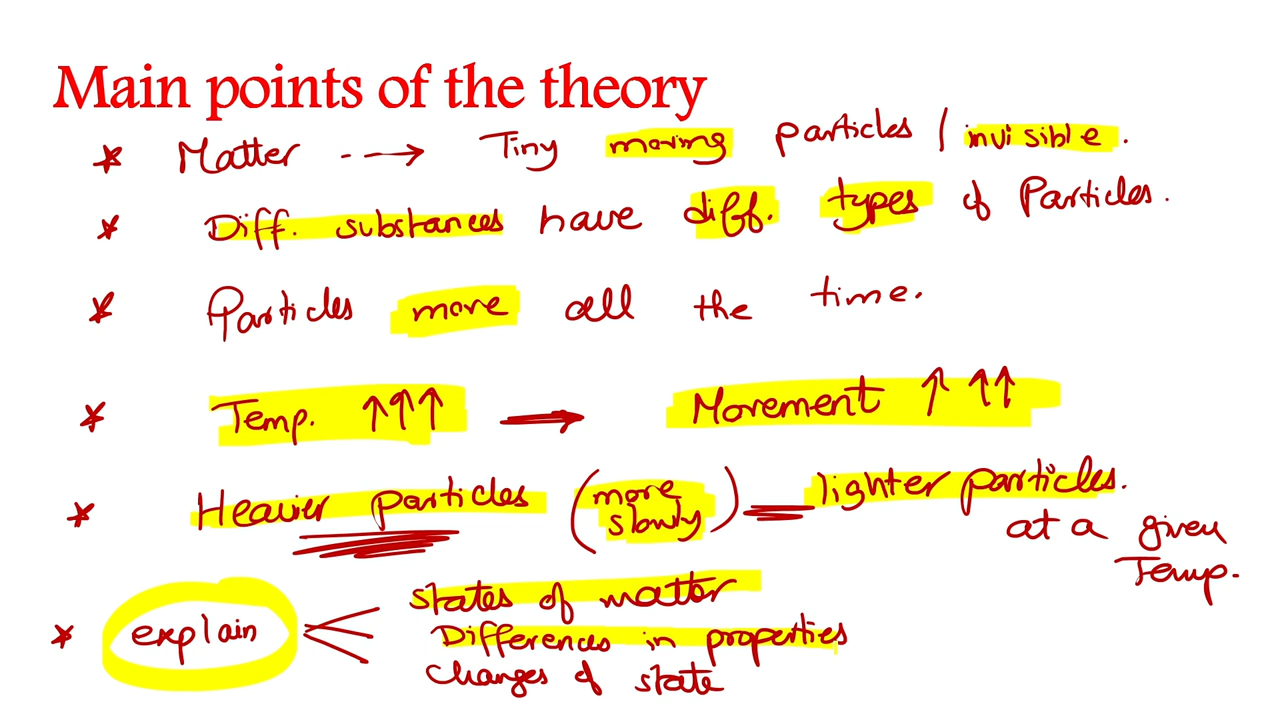 Main points of the theory
* Matter --→ Tiny moving particles / invisible.
* Diff. substances have diff. types of Particles.
* Particles move all the time.
* Temp. ↑↑↑ → Movement ↑ ↑↑
* Heavier particles (move slowly) = lighter particles.
at a given
Temp.
* explain
states of matter
Differences in properties
changes of state